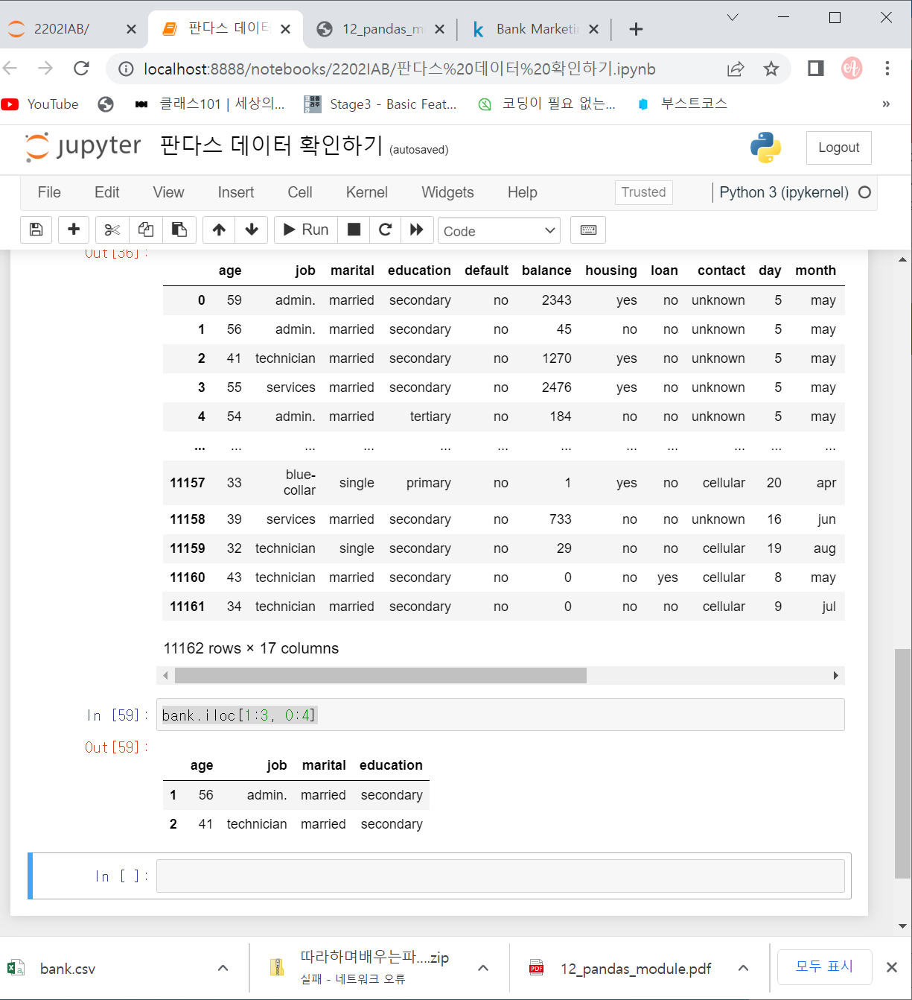 2202IAB/
판다스 데이터
12_pandas_m
Bank Marketi
localhost:8888/notebooks/2202IAB/판다스%20데이터%20확인하기.ipynb
YouTube 클래스101 | 세상의... Stage3 - Basic Feat... 코딩이 필요 없는... 부스트코스 »
jupyter 판다스 데이터 확인하기 (autosaved) Logout
File Edit View Insert Cell Kernel Widgets Help Trusted Python 3 (ipykernel)
Run Code
Out[36]:
age job marital education default balance housing loan contact day month
0 59 admin. married secondary no 2343 yes no unknown 5 may
1 56 admin. married secondary no 45 no no unknown 5 may
2 41 technician married secondary no 1270 yes no unknown 5 may
3 55 services married secondary no 2476 yes no unknown 5 may
4 54 admin. married tertiary no 184 no no unknown 5 may
... ... ... ... ... ... ... ... ... ... ... ...
11157 33 blue-collar single primary no 1 yes no cellular 20 apr
11158 39 services married secondary no 733 no no unknown 16 jun
11159 32 technician single secondary no 29 no no cellular 19 aug
11160 43 technician married secondary no 0 no yes cellular 8 may
11161 34 technician married secondary no 0 no no cellular 9 jul
11162 rows × 17 columns
In [59]: bank.iloc[1:3, 0:4]
Out[59]:
age job marital education
1 56 admin. married secondary
2 41 technician married secondary
In [ ]:
bank.csv
따라하며배우는파....zip
실패 - 네트워크 오류
12_pandas_module.pdf
모두 표시